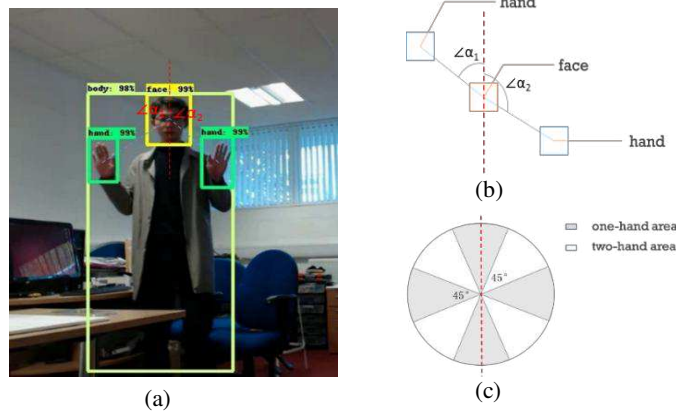 body: 98%
face: 99%
∠α₁
∠α₂
hand: 99%
hand: 99%
(a)
hand
∠α₁
face
∠α₂
hand
(b)
one-hand area
two-hand area
45°
45°
(c)